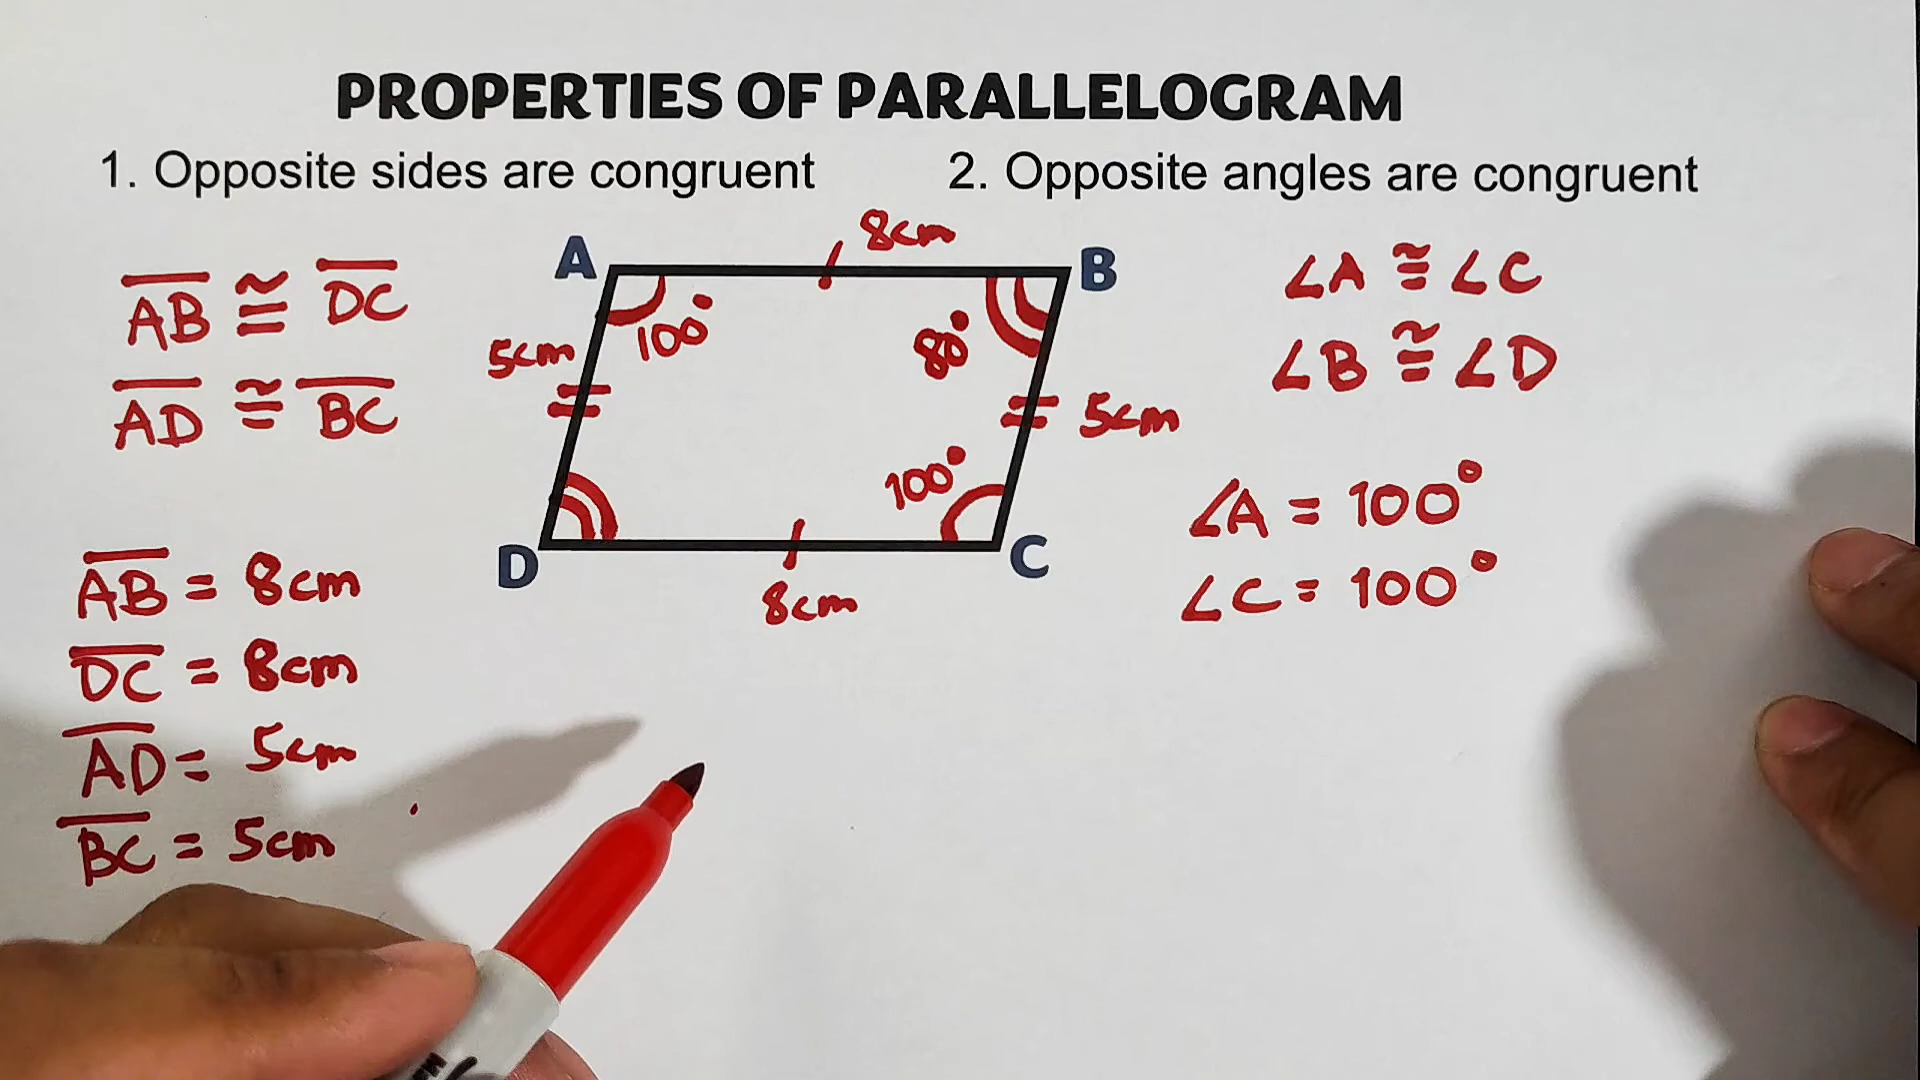 PROPERTIES OF PARALLELOGRAM
1. Opposite sides are congruent
2. Opposite angles are congruent
AB ≅ DC
AD ≅ BC
A
8cm
B
100°
80°
5cm
5cm
100°
D
C
8cm
∠A ≅ ∠C
∠B ≅ ∠D
∠A = 100°
∠C = 100°
AB = 8cm
DC = 8cm
AD = 5cm
BC = 5cm